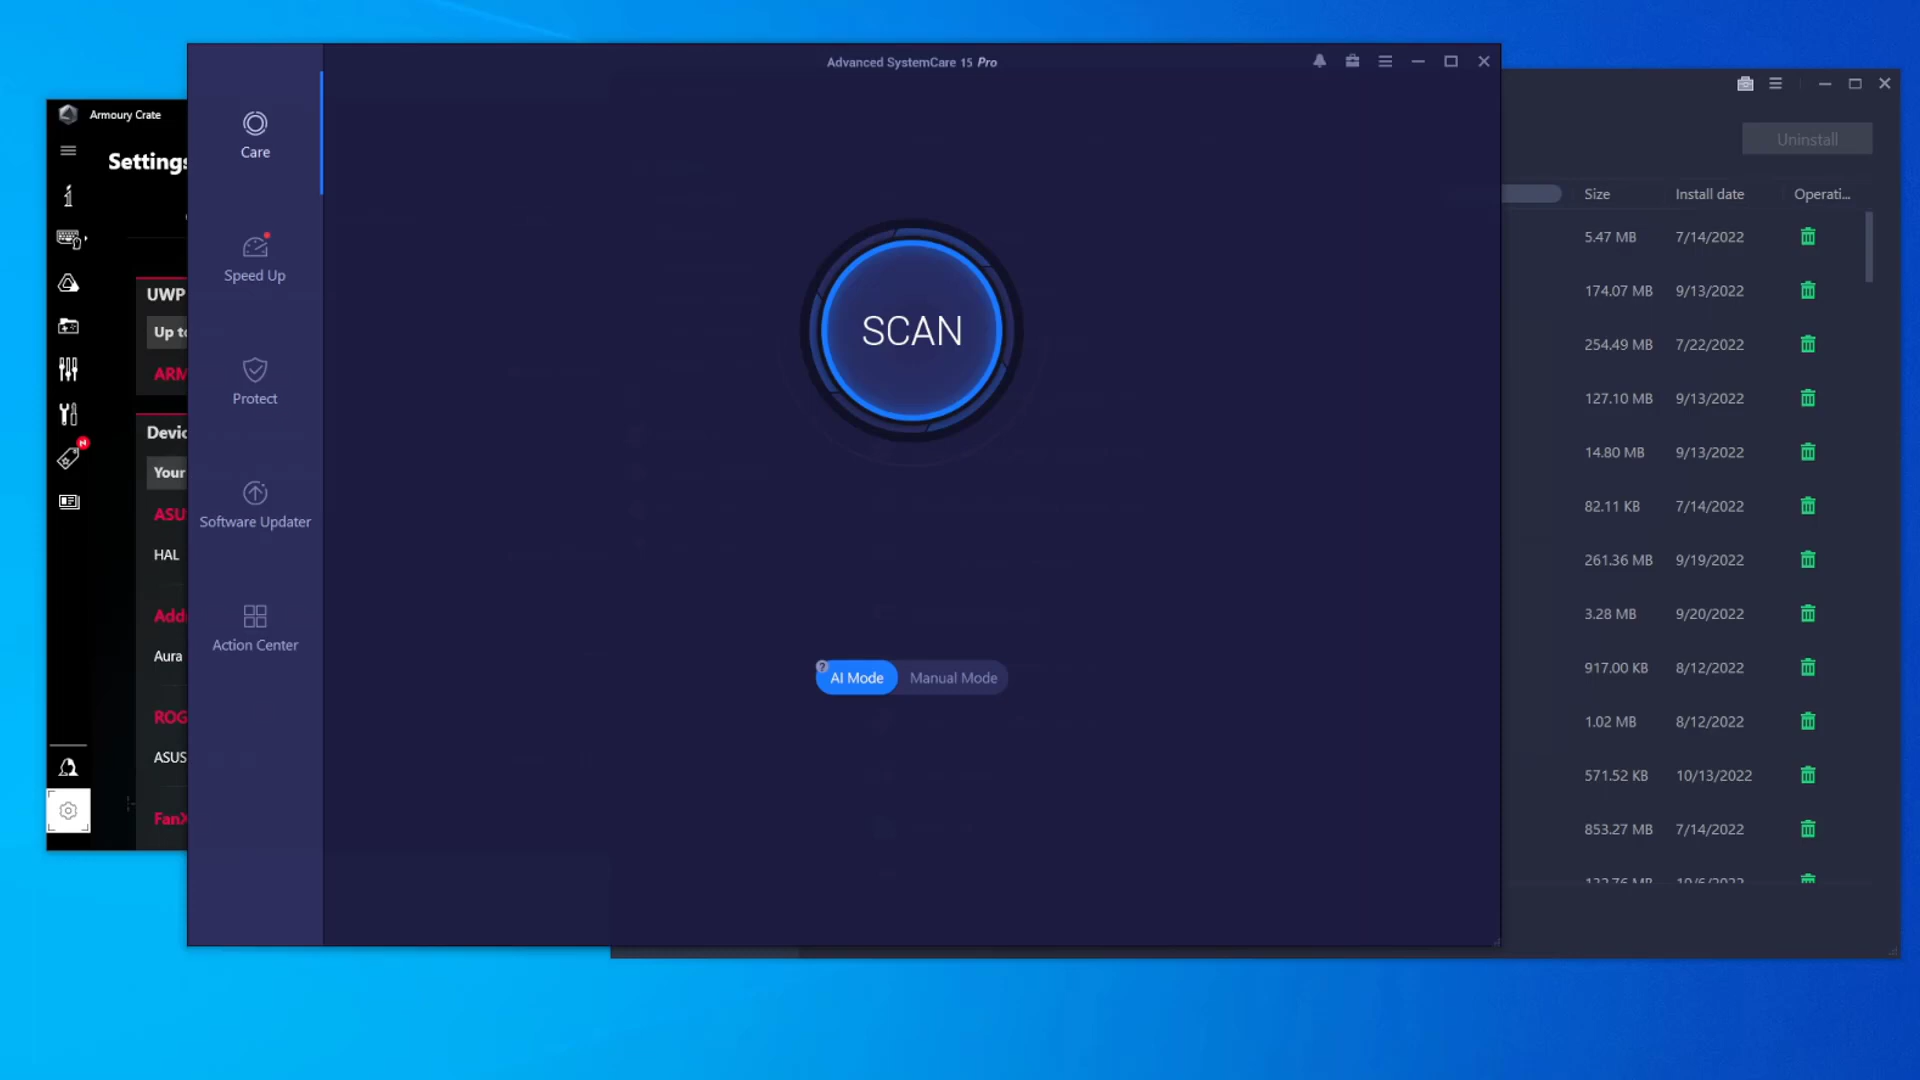 Advanced SystemCare 15 Pro
Care
Speed Up
Protect
Software Updater
Action Center
SCAN
?
AI Mode
Manual Mode
Armoury Crate
Settings
UWP
Up to
ARM
Devic
Your
ASU
HAL
Add
Aura
ROG
ASUS
Fan
N
Uninstall
Size Install date Operati...
5.47 MB 7/14/2022
174.07 MB 9/13/2022
254.49 MB 7/22/2022
127.10 MB 9/13/2022
14.80 MB 9/13/2022
82.11 KB 7/14/2022
261.36 MB 9/19/2022
3.28 MB 9/20/2022
917.00 KB 8/12/2022
1.02 MB 8/12/2022
571.52 KB 10/13/2022
853.27 MB 7/14/2022